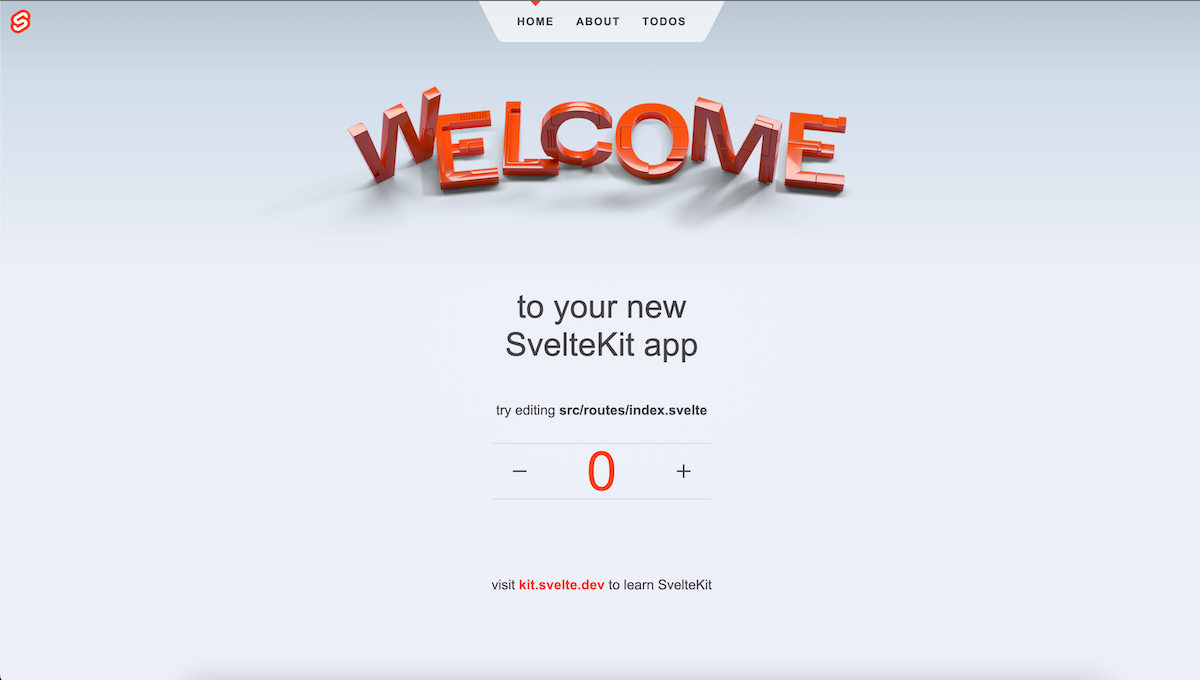 HOME ABOUT TODOS
WELCOME
to your new
SvelteKit app
try editing src/routes/index.svelte
− 0 +
visit kit.svelte.dev to learn SvelteKit